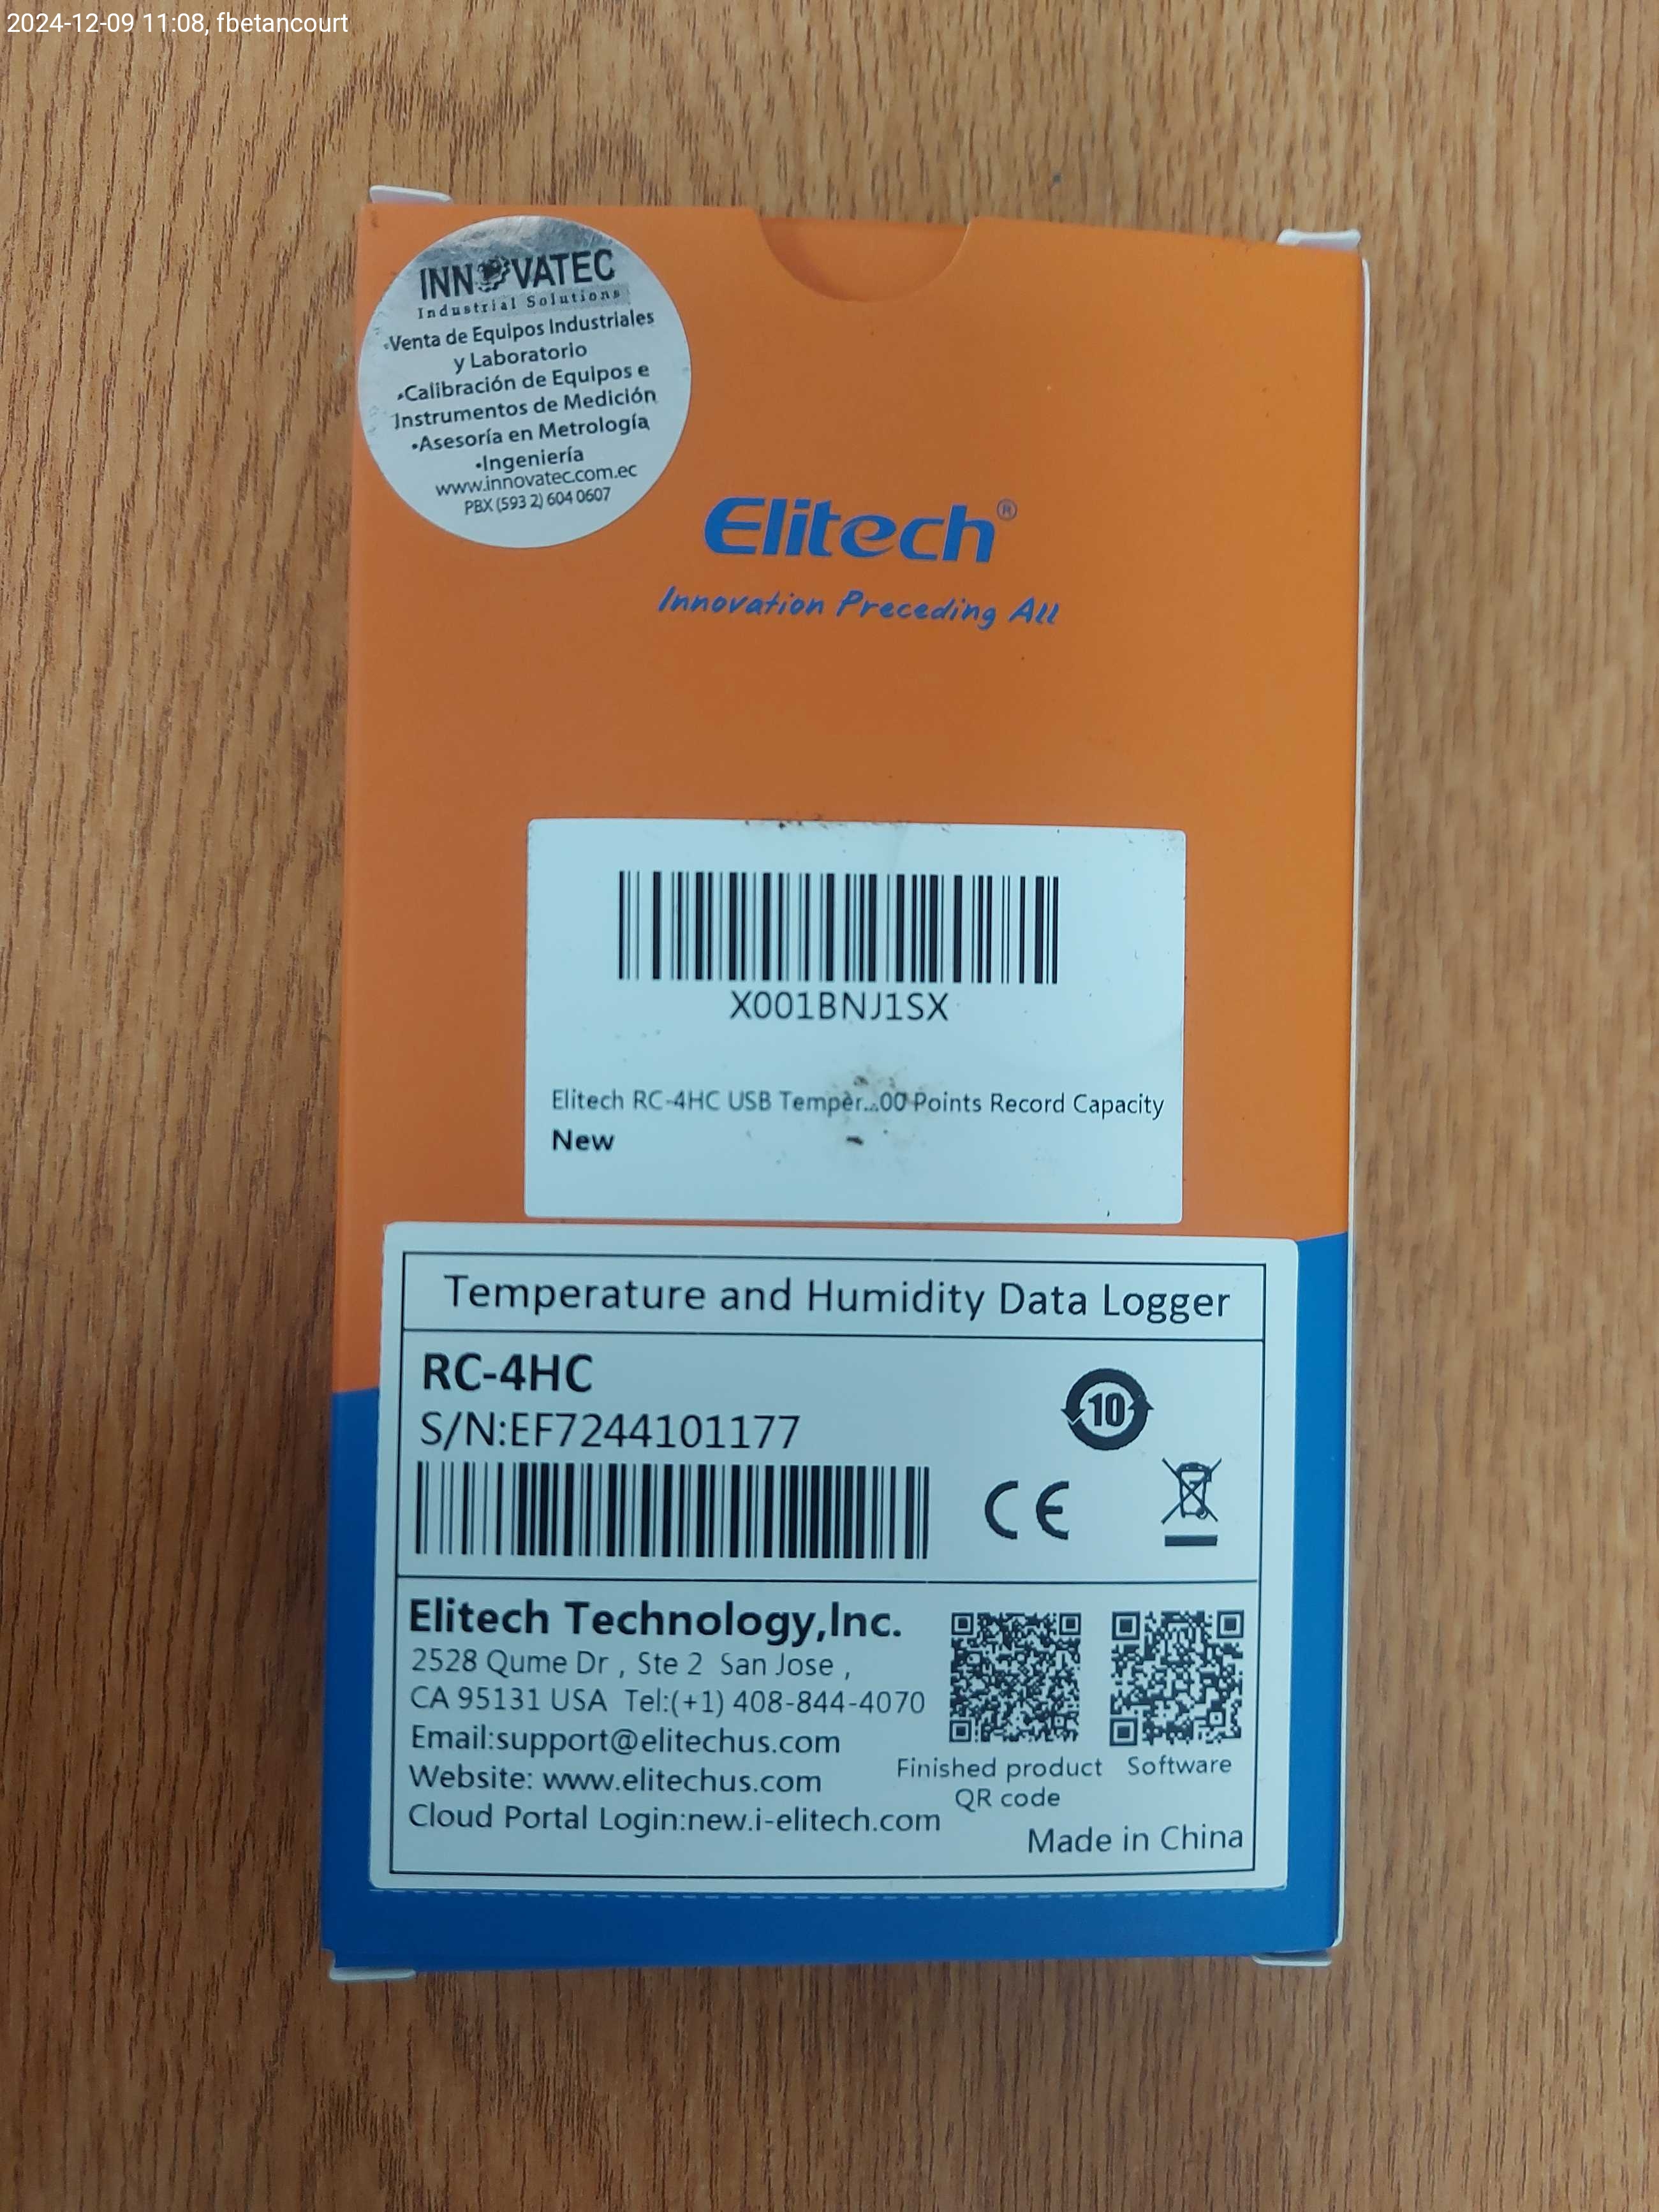 2024-12-09 11:08, fbetancourt
INNOVATEC
Industrial Solutions
•Venta de Equipos Industriales
y Laboratorio
•Calibración de Equipos e
Instrumentos de Medición
•Asesoría en Metrología
•Ingeniería
www.innovatec.com.ec
PBX (593 2) 604 0607
Elitech®
Innovation Preceding All
X001BNJ1SX
Elitech RC-4HC USB Temper...00 Points Record Capacity
New
Temperature and Humidity Data Logger
RC-4HC
S/N:EF7244101177
10
CE
Elitech Technology,Inc.
2528 Qume Dr , Ste 2 San Jose ,
CA 95131 USA Tel:(+1) 408-844-4070
Email:support@elitechus.com
Website: www.elitechus.com
Cloud Portal Login:new.i-elitech.com
Finished product
QR code
Software
Made in China